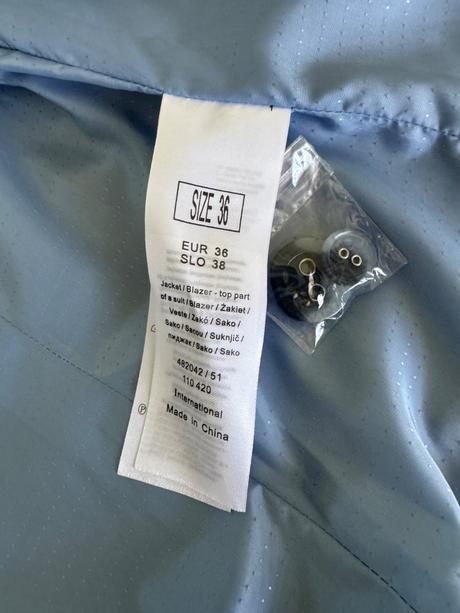 SIZE 36
EUR 36
SLO 38
Jacket / Blazer - top part
of a suit / Blazer / Żakiet /
Veste / Zakó / Sako /
Sako / Sacou / Suknjič /
пиджак / Sako / Sako
482042 / 51
110 420
International
Made in China
P